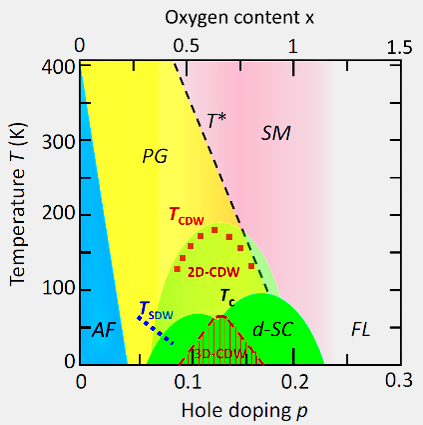 Oxygen content x
0 0.5 1 1.5
400
300
200
100
0
Temperature T (K)
T*
SM
PG
TCDW
2D-CDW
TSDW
Tc
AF
d-SC
FL
3D-CDW
0 0.1 0.2 0.3
Hole doping p